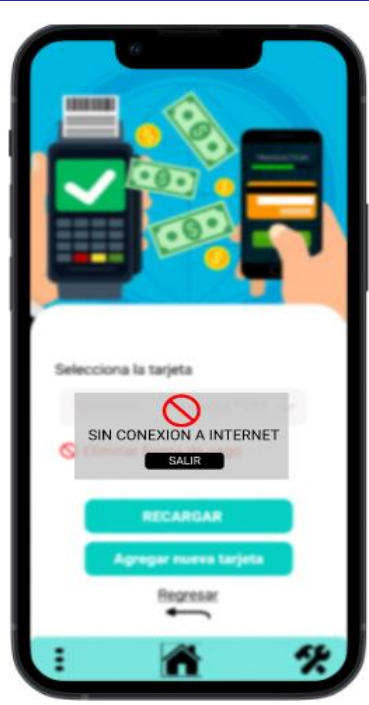 Selecciona la tarjeta
SIN CONEXION A INTERNET
SALIR
RECARGAR
Agregar nueva tarjeta
Regresar